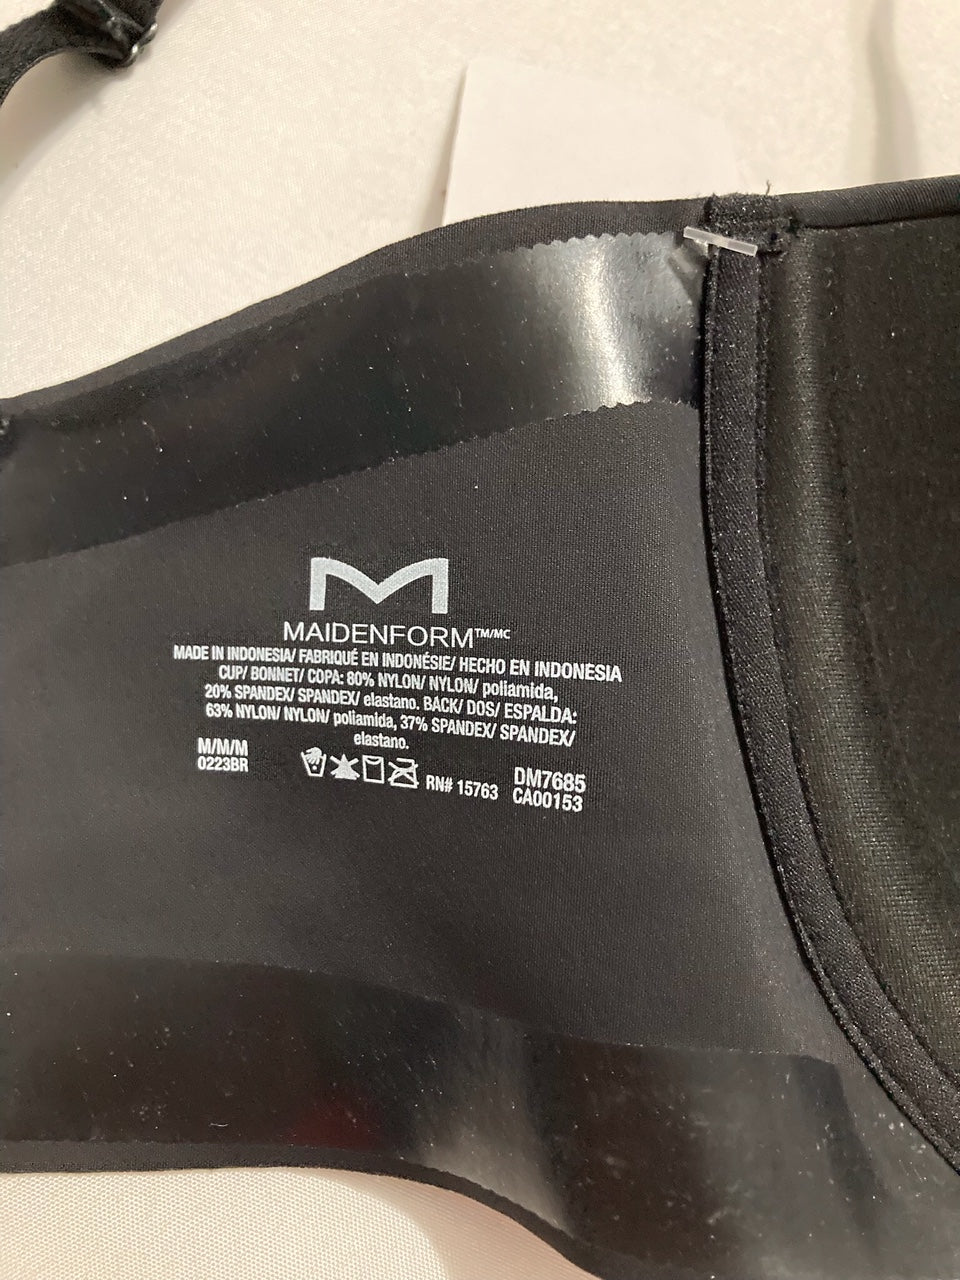 MAIDENFORM™/MC
MADE IN INDONESIA/ FABRIQUÉ EN INDONÉSIE/ HECHO EN INDONESIA
CUP/ BONNET/ COPA: 80% NYLON/ NYLON/ poliamida,
20% SPANDEX/ SPANDEX/ elastano. BACK/ DOS/ ESPALDA:
63% NYLON/ NYLON/ poliamida, 37% SPANDEX/ SPANDEX/
elastano.
M/M/M
0223BR
RN# 15763
DM7685
CA00153